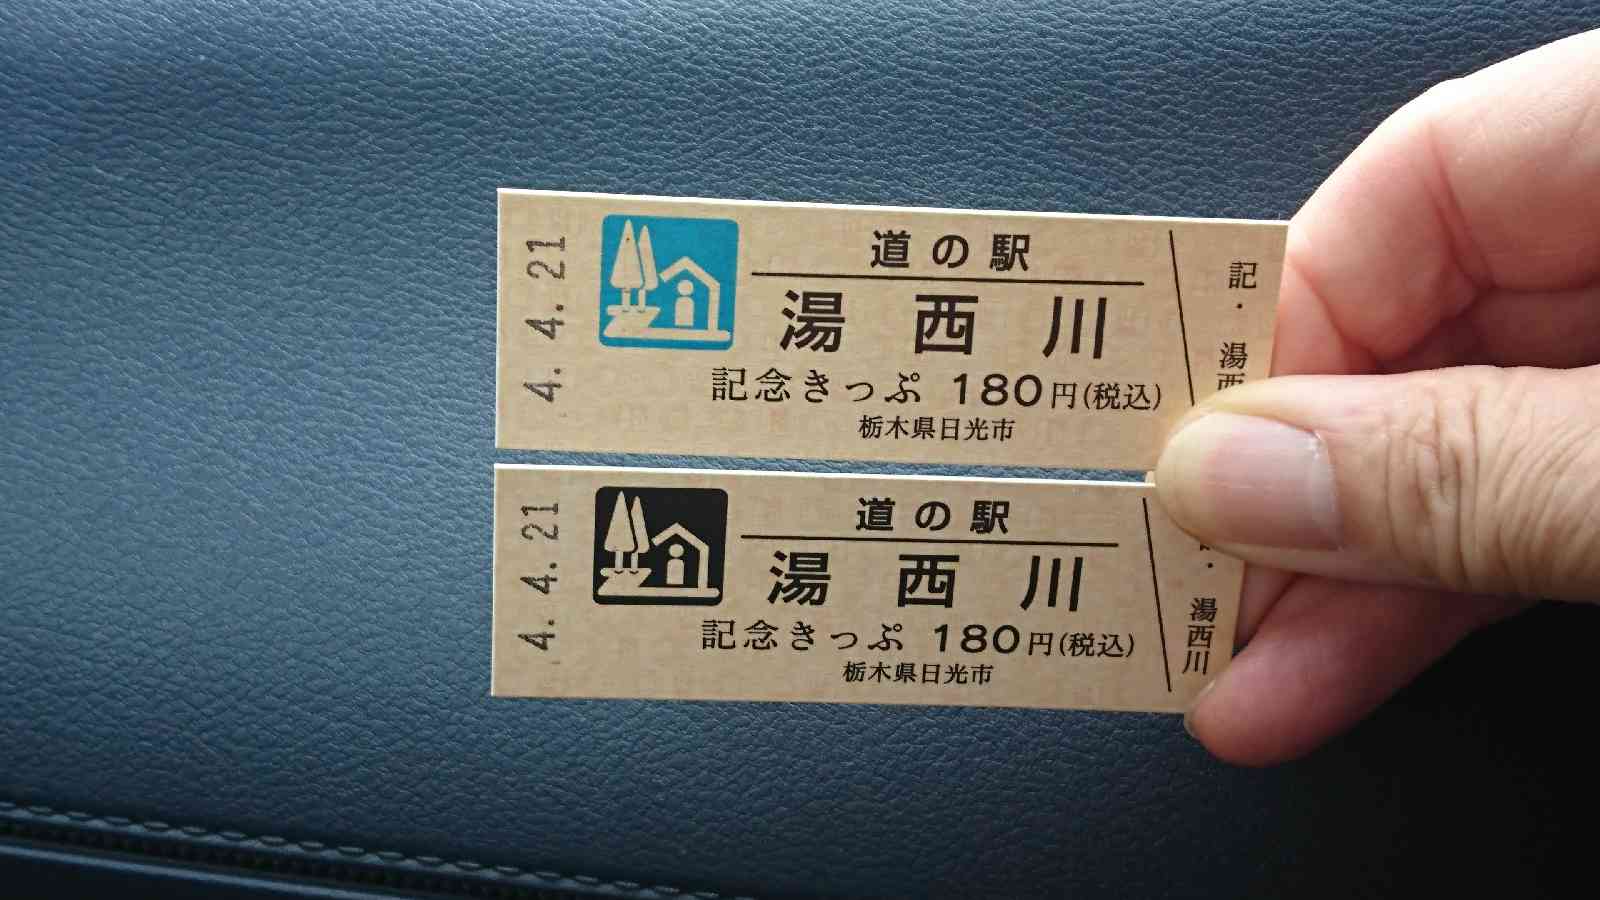 4. 4. 21
道の駅
湯西川
記念きっぷ 180円(税込)
栃木県日光市
記・湯西
4. 4. 21
道の駅
湯西川
記念きっぷ 180円(税込)
栃木県日光市
・湯西川